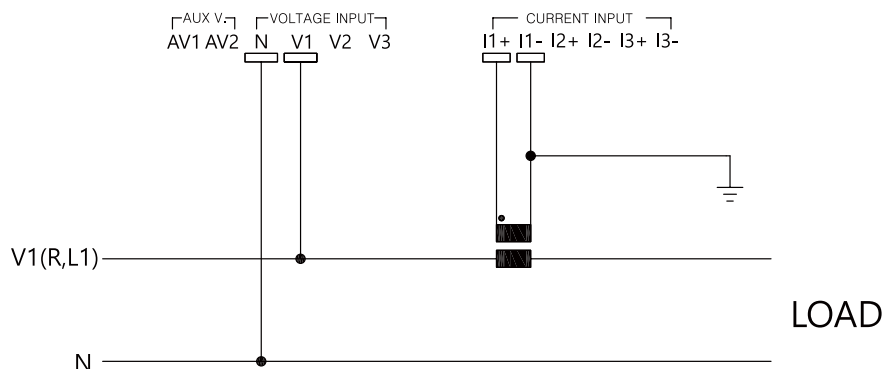 AUX V. VOLTAGE INPUT CURRENT INPUT
AV1 AV2 N V1 V2 V3 I1+ I1- I2+ I2- I3+ I3-
V1(R,L1)
LOAD
N